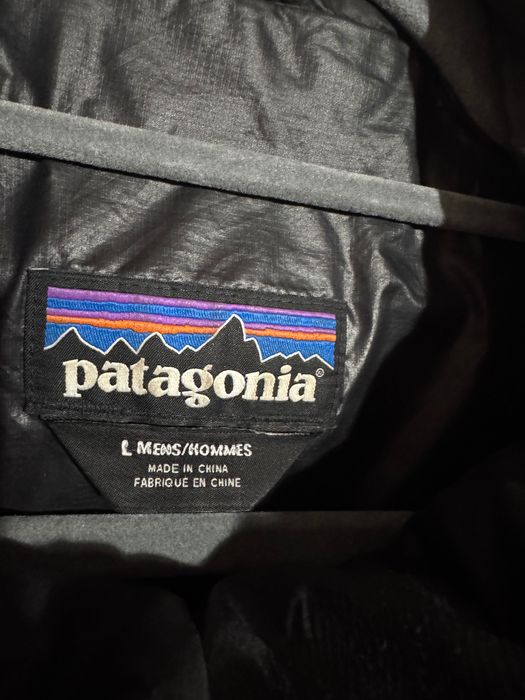 patagonia®
L MENS/HOMMES
MADE IN CHINA
FABRIQUÉ EN CHINE